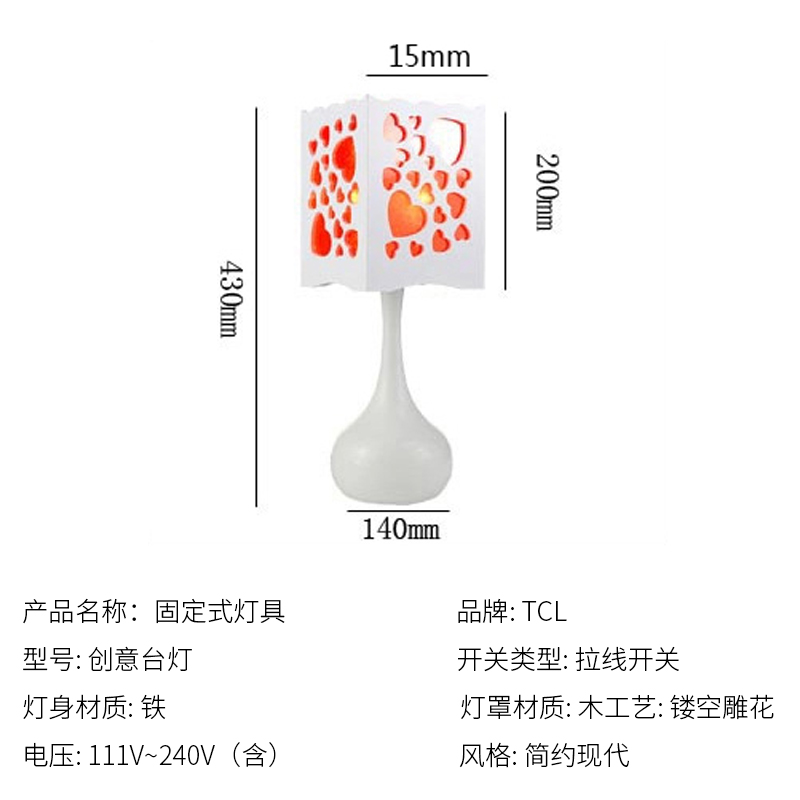 15mm
200mm
430mm
140mm
产品名称：固定式灯具
品牌: TCL
型号: 创意台灯
开关类型: 拉线开关
灯身材质: 铁
灯罩材质: 木工艺: 镂空雕花
电压: 111V~240V（含）
风格: 简约现代